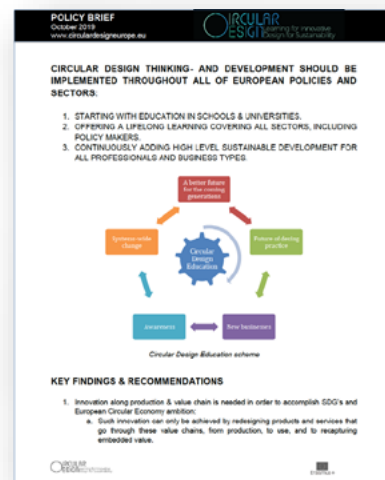 POLICY BRIEF
October 2019
www.circulardesigneurope.eu
CIRCULAR DESIGN
Learning for Innovative
Design for Sustainability
CIRCULAR DESIGN THINKING- AND DEVELOPMENT SHOULD BE
IMPLEMENTED THROUGHOUT ALL OF EUROPEAN POLICIES AND
SECTORS:
1. STARTING WITH EDUCATION IN SCHOOLS & UNIVERSITIES.
2. OFFERING A LIFELONG LEARNING COVERING ALL SECTORS, INCLUDING
POLICY MAKERS.
3. CONTINUOUSLY ADDING HIGH LEVEL SUSTAINABLE DEVELOPMENT FOR
ALL PROFESSIONALS AND BUSINESS TYPES.
A better future
for the coming
generations
Systems-wide
change
Future of desing
practice
Circular
Design
Education
awareness
New businesses
Circular Design Education scheme
KEY FINDINGS & RECOMMENDATIONS
1. Innovation along production & value chain is needed in order to accomplish SDG's and
European Circular Economy ambition:
a. Such innovation can only be achieved by redesigning products and services that
go through these value chains, from production, to use, and to recapturing
embedded value.
CIRCULAR
DESIGN